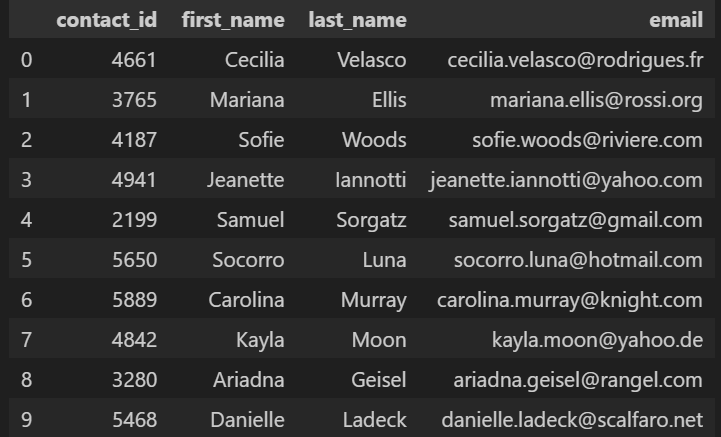 contact_id first_name last_name email
0 4661 Cecilia Velasco cecilia.velasco@rodrigues.fr
1 3765 Mariana Ellis mariana.ellis@rossi.org
2 4187 Sofie Woods sofie.woods@riviere.com
3 4941 Jeanette Iannotti jeanette.iannotti@yahoo.com
4 2199 Samuel Sorgatz samuel.sorgatz@gmail.com
5 5650 Socorro Luna socorro.luna@hotmail.com
6 5889 Carolina Murray carolina.murray@knight.com
7 4842 Kayla Moon kayla.moon@yahoo.de
8 3280 Ariadna Geisel ariadna.geisel@rangel.com
9 5468 Danielle Ladeck danielle.ladeck@scalfaro.net